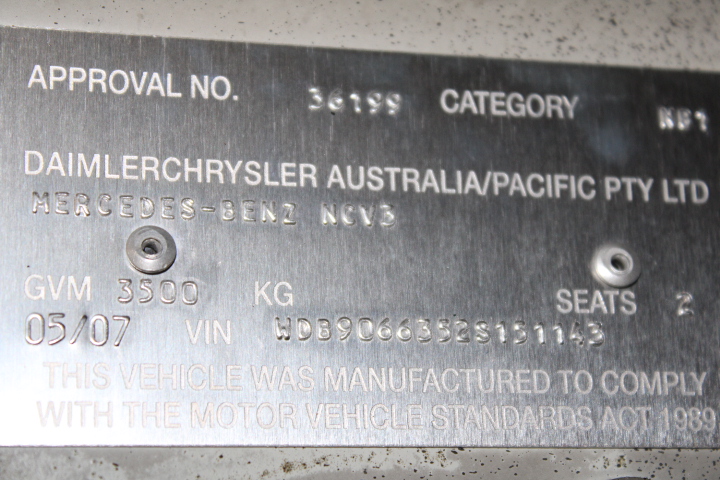 APPROVAL NO. 36199 CATEGORY NB1
DAIMLERCHRYSLER AUSTRALIA/PACIFIC PTY LTD
MERCEDES-BENZ NCV3
GVM 3500 KG SEATS 2
05/07 VIN WDB9066352S151143
THIS VEHICLE WAS MANUFACTURED TO COMPLY
WITH THE MOTOR VEHICLE STANDARDS ACT 1989